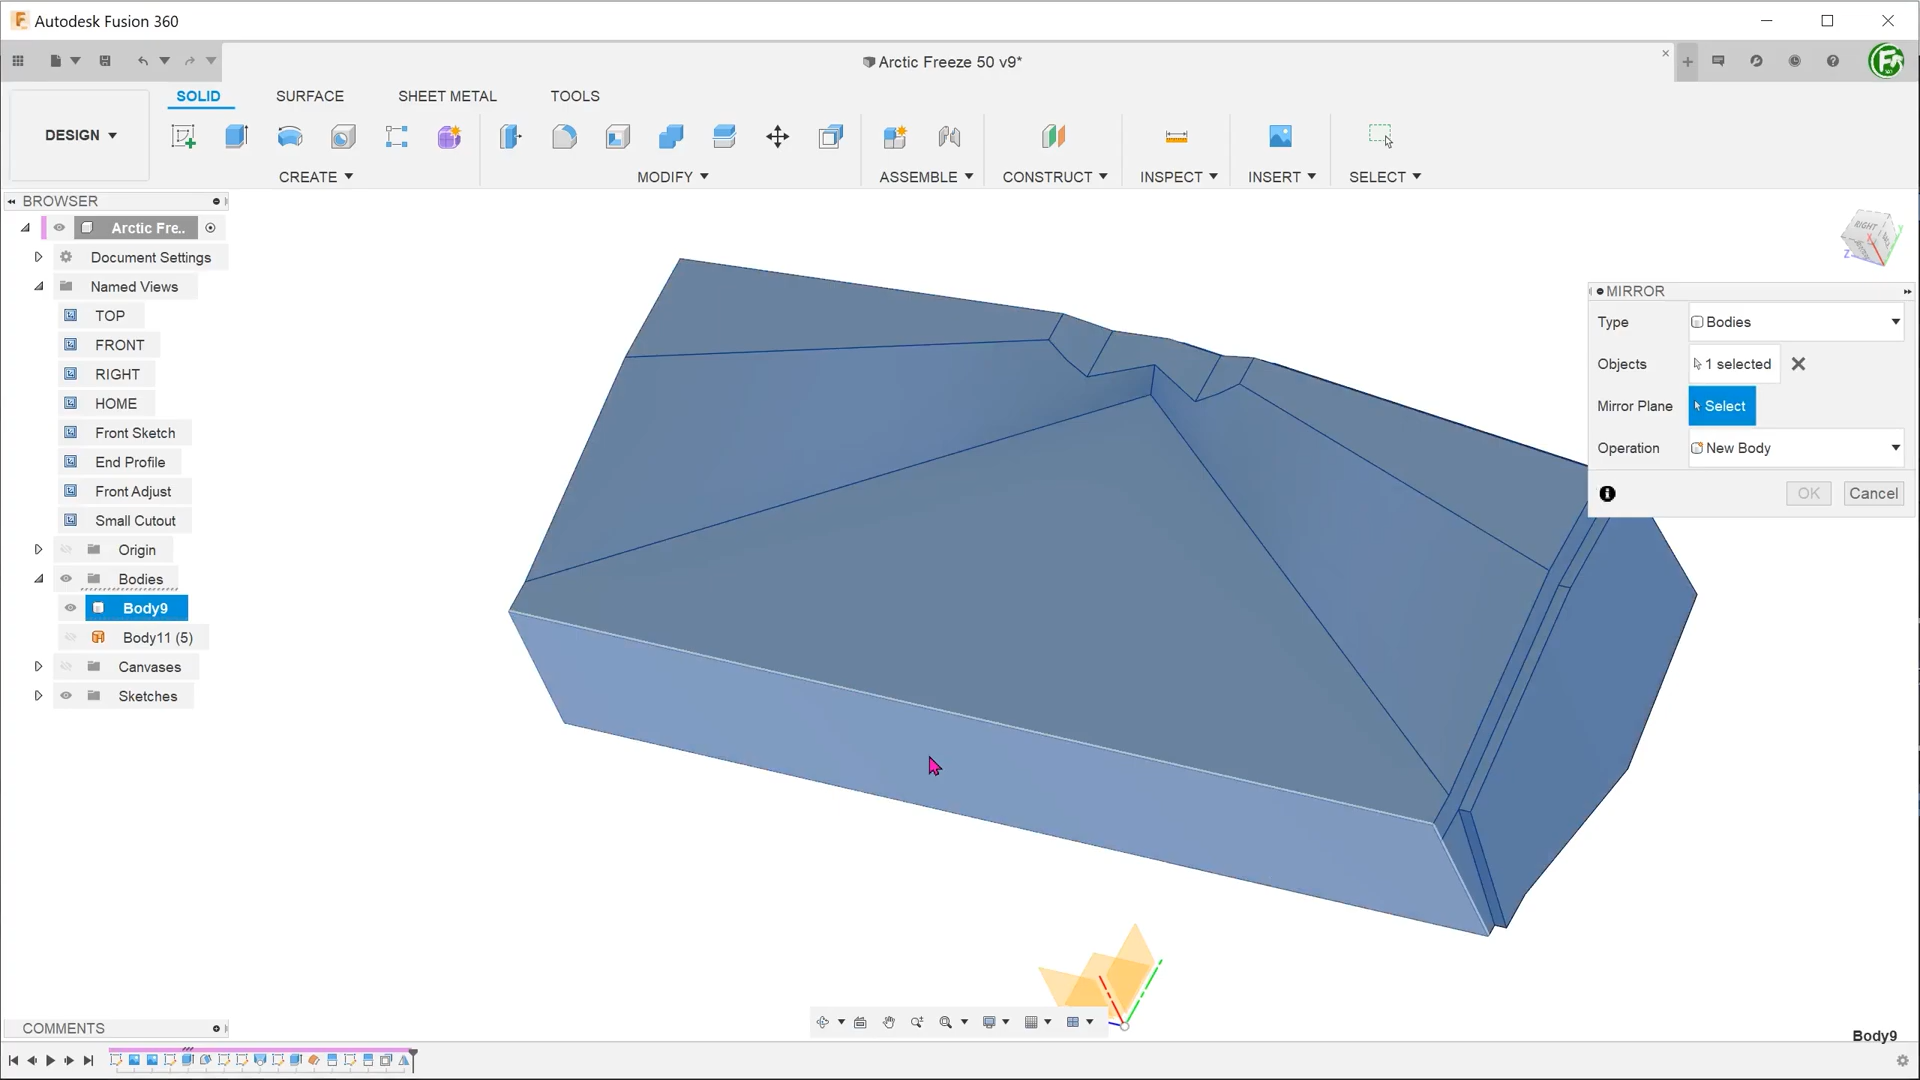 Autodesk Fusion 360
Arctic Freeze 50 v9*
SOLID SURFACE SHEET METAL TOOLS
DESIGN
CREATE MODIFY ASSEMBLE CONSTRUCT INSPECT INSERT SELECT
BROWSER
Arctic Fre..
Document Settings
Named Views
TOP
FRONT
RIGHT
HOME
Front Sketch
End Profile
Front Adjust
Small Cutout
Origin
Bodies
Body9
Body11 (5)
Canvases
Sketches
RIGHT
Z
MIRROR
Type Bodies
Objects 1 selected
Mirror Plane Select
Operation New Body
OK Cancel
COMMENTS
Body9